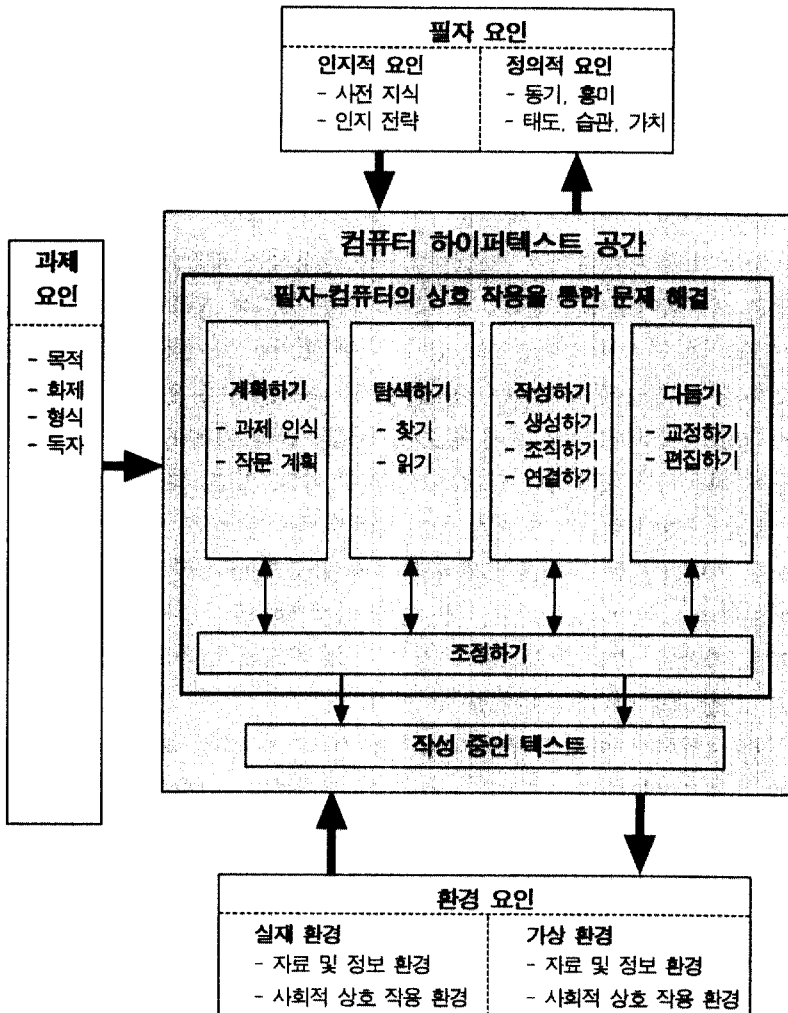 필자 요인
인지적 요인
- 사전 지식
- 인지 전략
정의적 요인
- 동기, 흥미
- 태도, 습관, 가치
과제
요인
- 목적
- 화제
- 형식
- 독자
컴퓨터 하이퍼텍스트 공간
필자-컴퓨터의 상호 작용을 통한 문제 해결
계획하기
- 과제 인식
- 작문 계획
탐색하기
- 찾기
- 읽기
작성하기
- 생성하기
- 조직하기
- 연결하기
다듬기
- 교정하기
- 편집하기
조정하기
작성 중인 텍스트
환경 요인
실재 환경
- 자료 및 정보 환경
- 사회적 상호 작용 환경
가상 환경
- 자료 및 정보 환경
- 사회적 상호 작용 환경